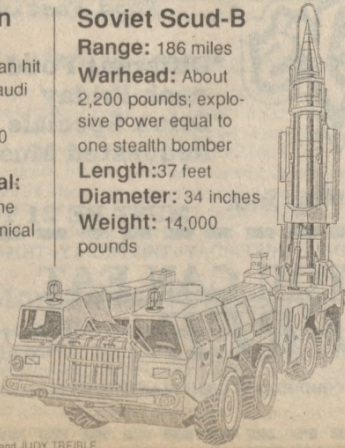 n
an hit
audi
0
al:
ne
nical
Soviet Scud-B
Range: 186 miles
Warhead: About
2,200 pounds; explo-
sive power equal to
one stealth bomber
Length:37 feet
Diameter: 34 inches
Weight: 14,000
pounds
and JUDY TREIBLE